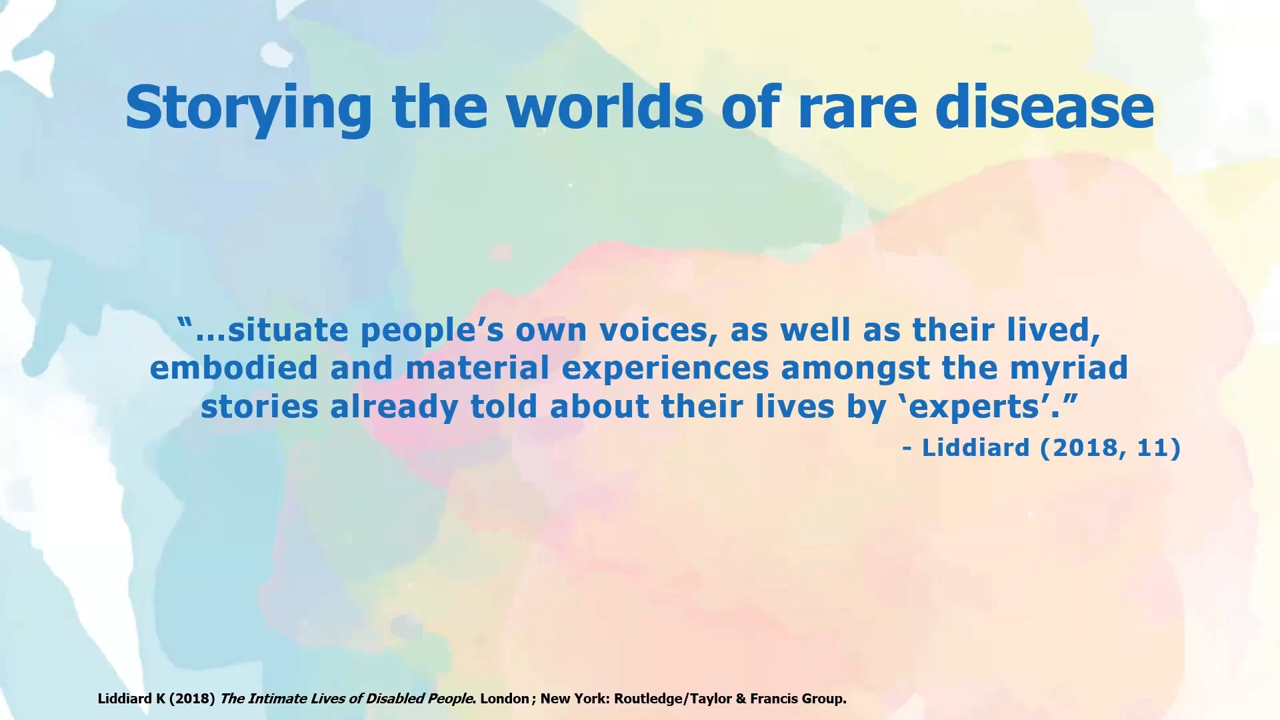 Storying the worlds of rare disease
“…situate people’s own voices, as well as their lived,
embodied and material experiences amongst the myriad
stories already told about their lives by ‘experts’.”
- Liddiard (2018, 11)
Liddiard K (2018) The Intimate Lives of Disabled People. London ; New York: Routledge/Taylor & Francis Group.